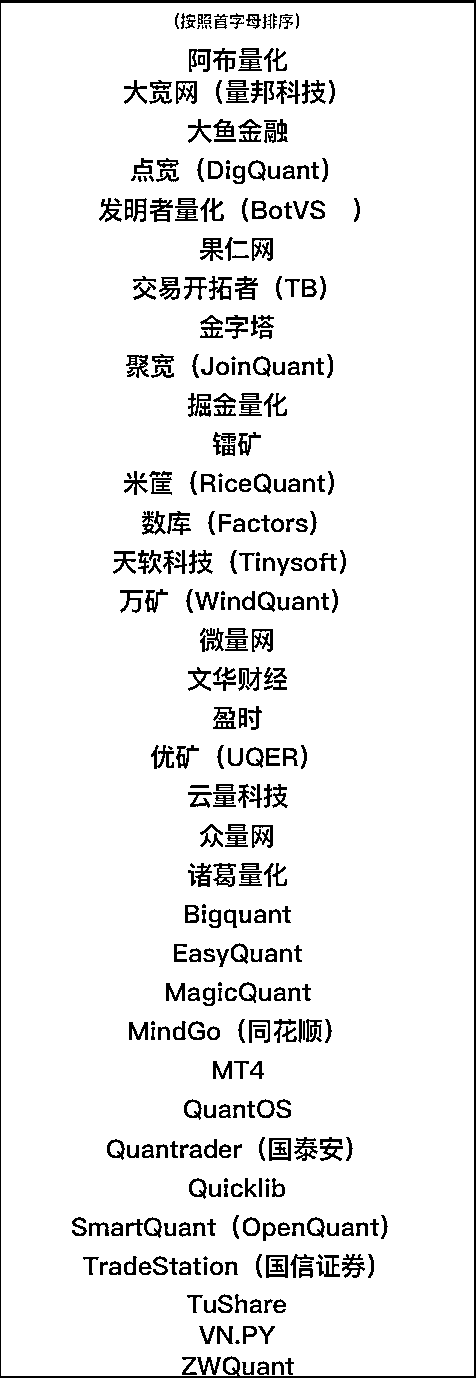 （按照首字母排序）
阿布量化
大宽网（量邦科技）
大鱼金融
点宽（DigQuant）
发明者量化（BotVS　）
果仁网
交易开拓者（TB）
金字塔
聚宽（JoinQuant）
掘金量化
镭矿
米筐（RiceQuant）
数库（Factors）
天软科技（Tinysoft）
万矿（WindQuant）
微量网
文华财经
盈时
优矿（UQER）
云量科技
众量网
诸葛量化
Bigquant
EasyQuant
MagicQuant
MindGo（同花顺）
MT4
QuantOS
Quantrader（国泰安）
Quicklib
SmartQuant（OpenQuant）
TradeStation（国信证券）
TuShare
VN.PY
ZWQuant